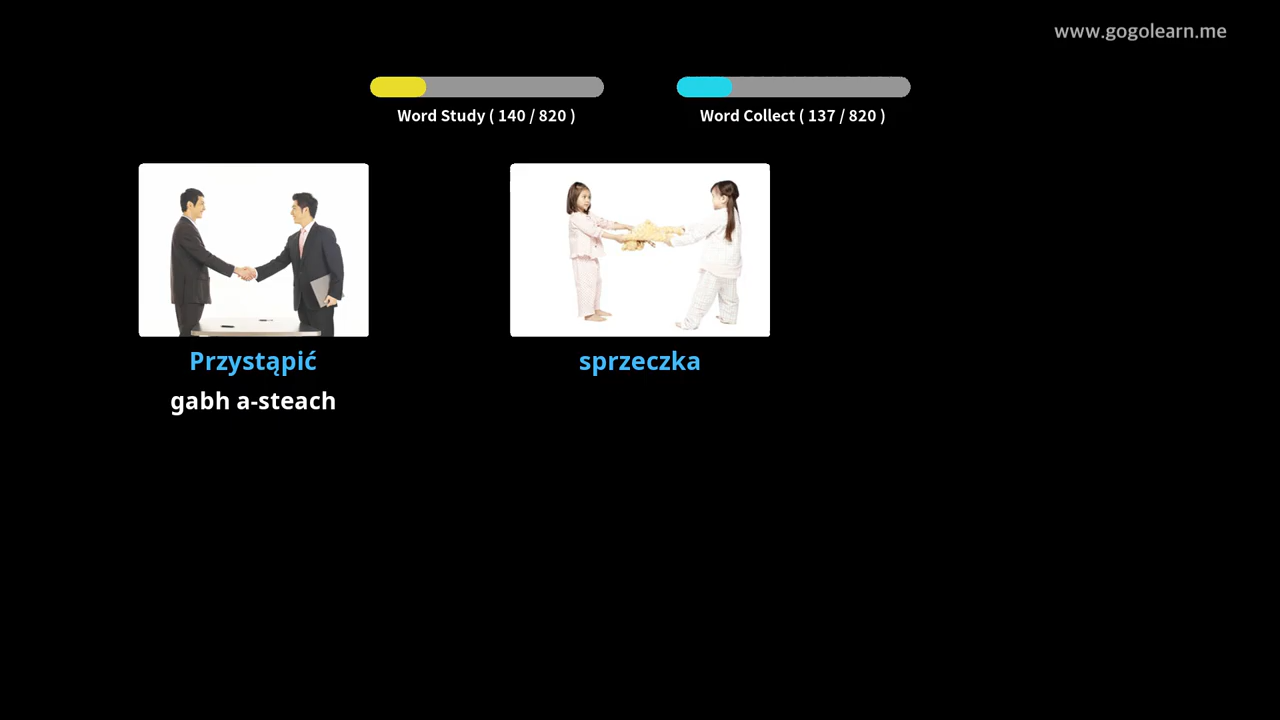 www.gogolearn.me
Word Study ( 140 / 820 )
Word Collect ( 137 / 820 )
Przystąpić
gabh a-steach
sprzeczka